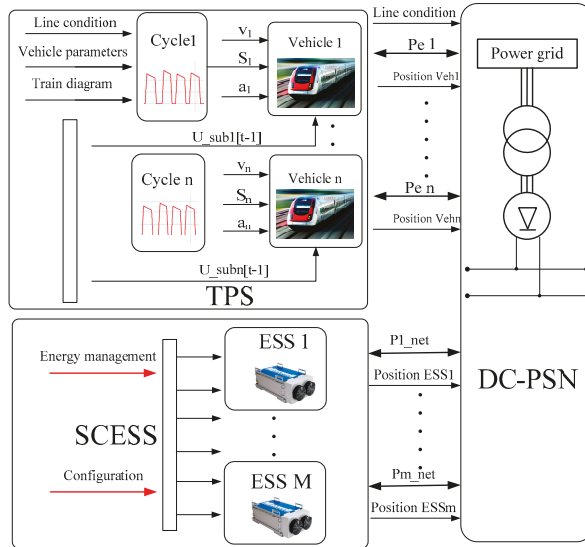 Line condition
Vehicle parameters
Train diagram
Cycle1
v1
S1
a1
Vehicle 1
U_sub1[t-1]
Cycle n
vn
Sn
an
Vehicle n
U_subn[t-1]
TPS
Line condition
Pe 1
Position Veh1
Pe n
Position Vehn
Power grid
DC-PSN
Energy management
SCESS
Configuration
ESS 1
ESS M
P1_net
Position ESS1
Pm_net
Position ESSm